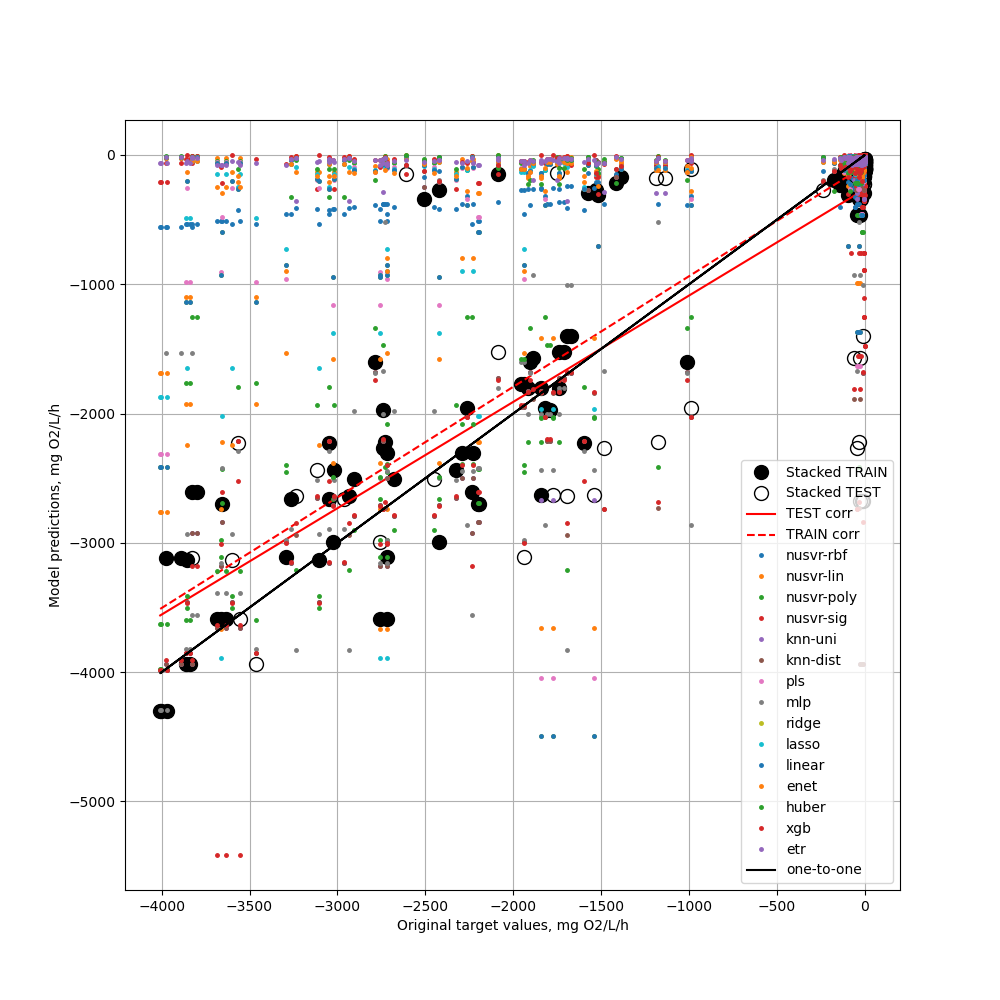 0
−1000
−2000
−3000
−4000
−5000
Model predictions, mg O2/L/h
−4000
−3500
−3000
−2500
−2000
−1500
−1000
−500
0
Original target values, mg O2/L/h
Stacked TRAIN
Stacked TEST
TEST corr
TRAIN corr
nusvr-rbf
nusvr-lin
nusvr-poly
nusvr-sig
knn-uni
knn-dist
pls
mlp
ridge
lasso
linear
enet
huber
xgb
etr
one-to-one